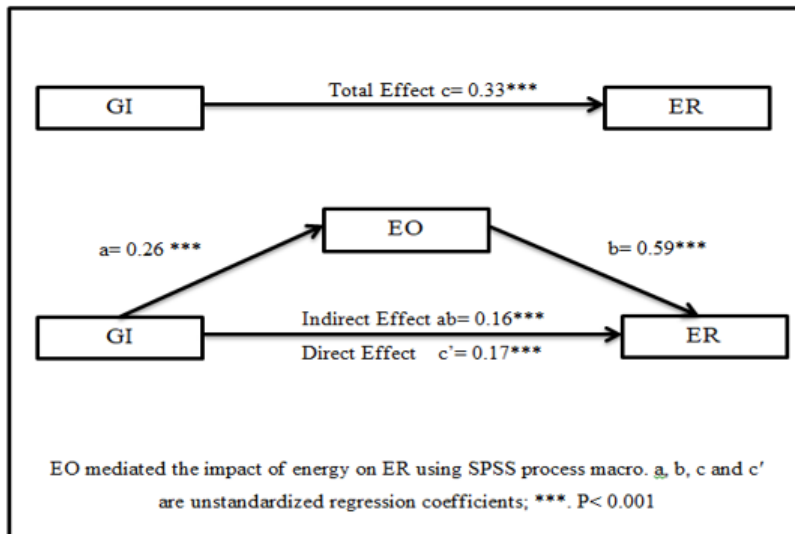 GI
Total Effect c= 0.33***
ER
EO
a= 0.26 ***
b= 0.59***
GI
Indirect Effect ab= 0.16***
Direct Effect c’= 0.17***
ER
EO mediated the impact of energy on ER using SPSS process macro. a, b, c and c′
are unstandardized regression coefficients; ***. P< 0.001